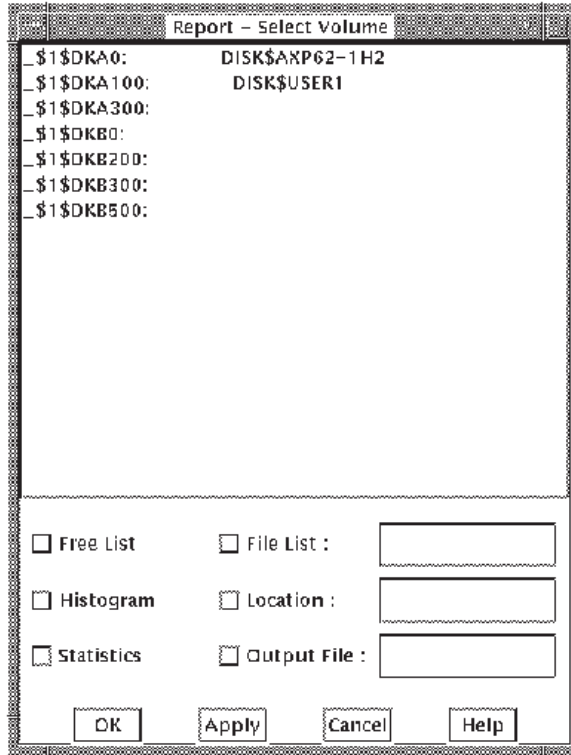 Report – Select Volume
_$1$DKA0: DISK$AXP62–1H2
_$1$DKA100: DISK$USER1
_$1$DKA300:
_$1$DKB0:
_$1$DKB200:
_$1$DKB300:
_$1$DKB500:
Free List File List :
Histogram Location :
Statistics Output File :
OK Apply Cancel Help